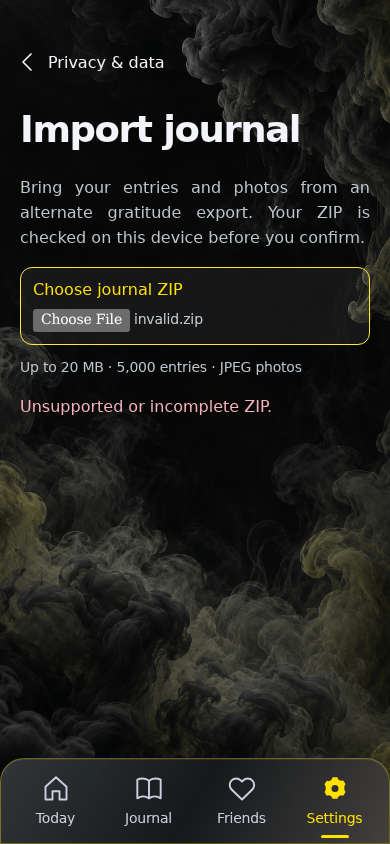 Privacy & data
Import journal
Bring your entries and photos from an
alternate gratitude export. Your ZIP is
checked on this device before you confirm.
Choose journal ZIP
Choose File invalid.zip
Up to 20 MB · 5,000 entries · JPEG photos
Unsupported or incomplete ZIP.
Today Journal Friends Settings